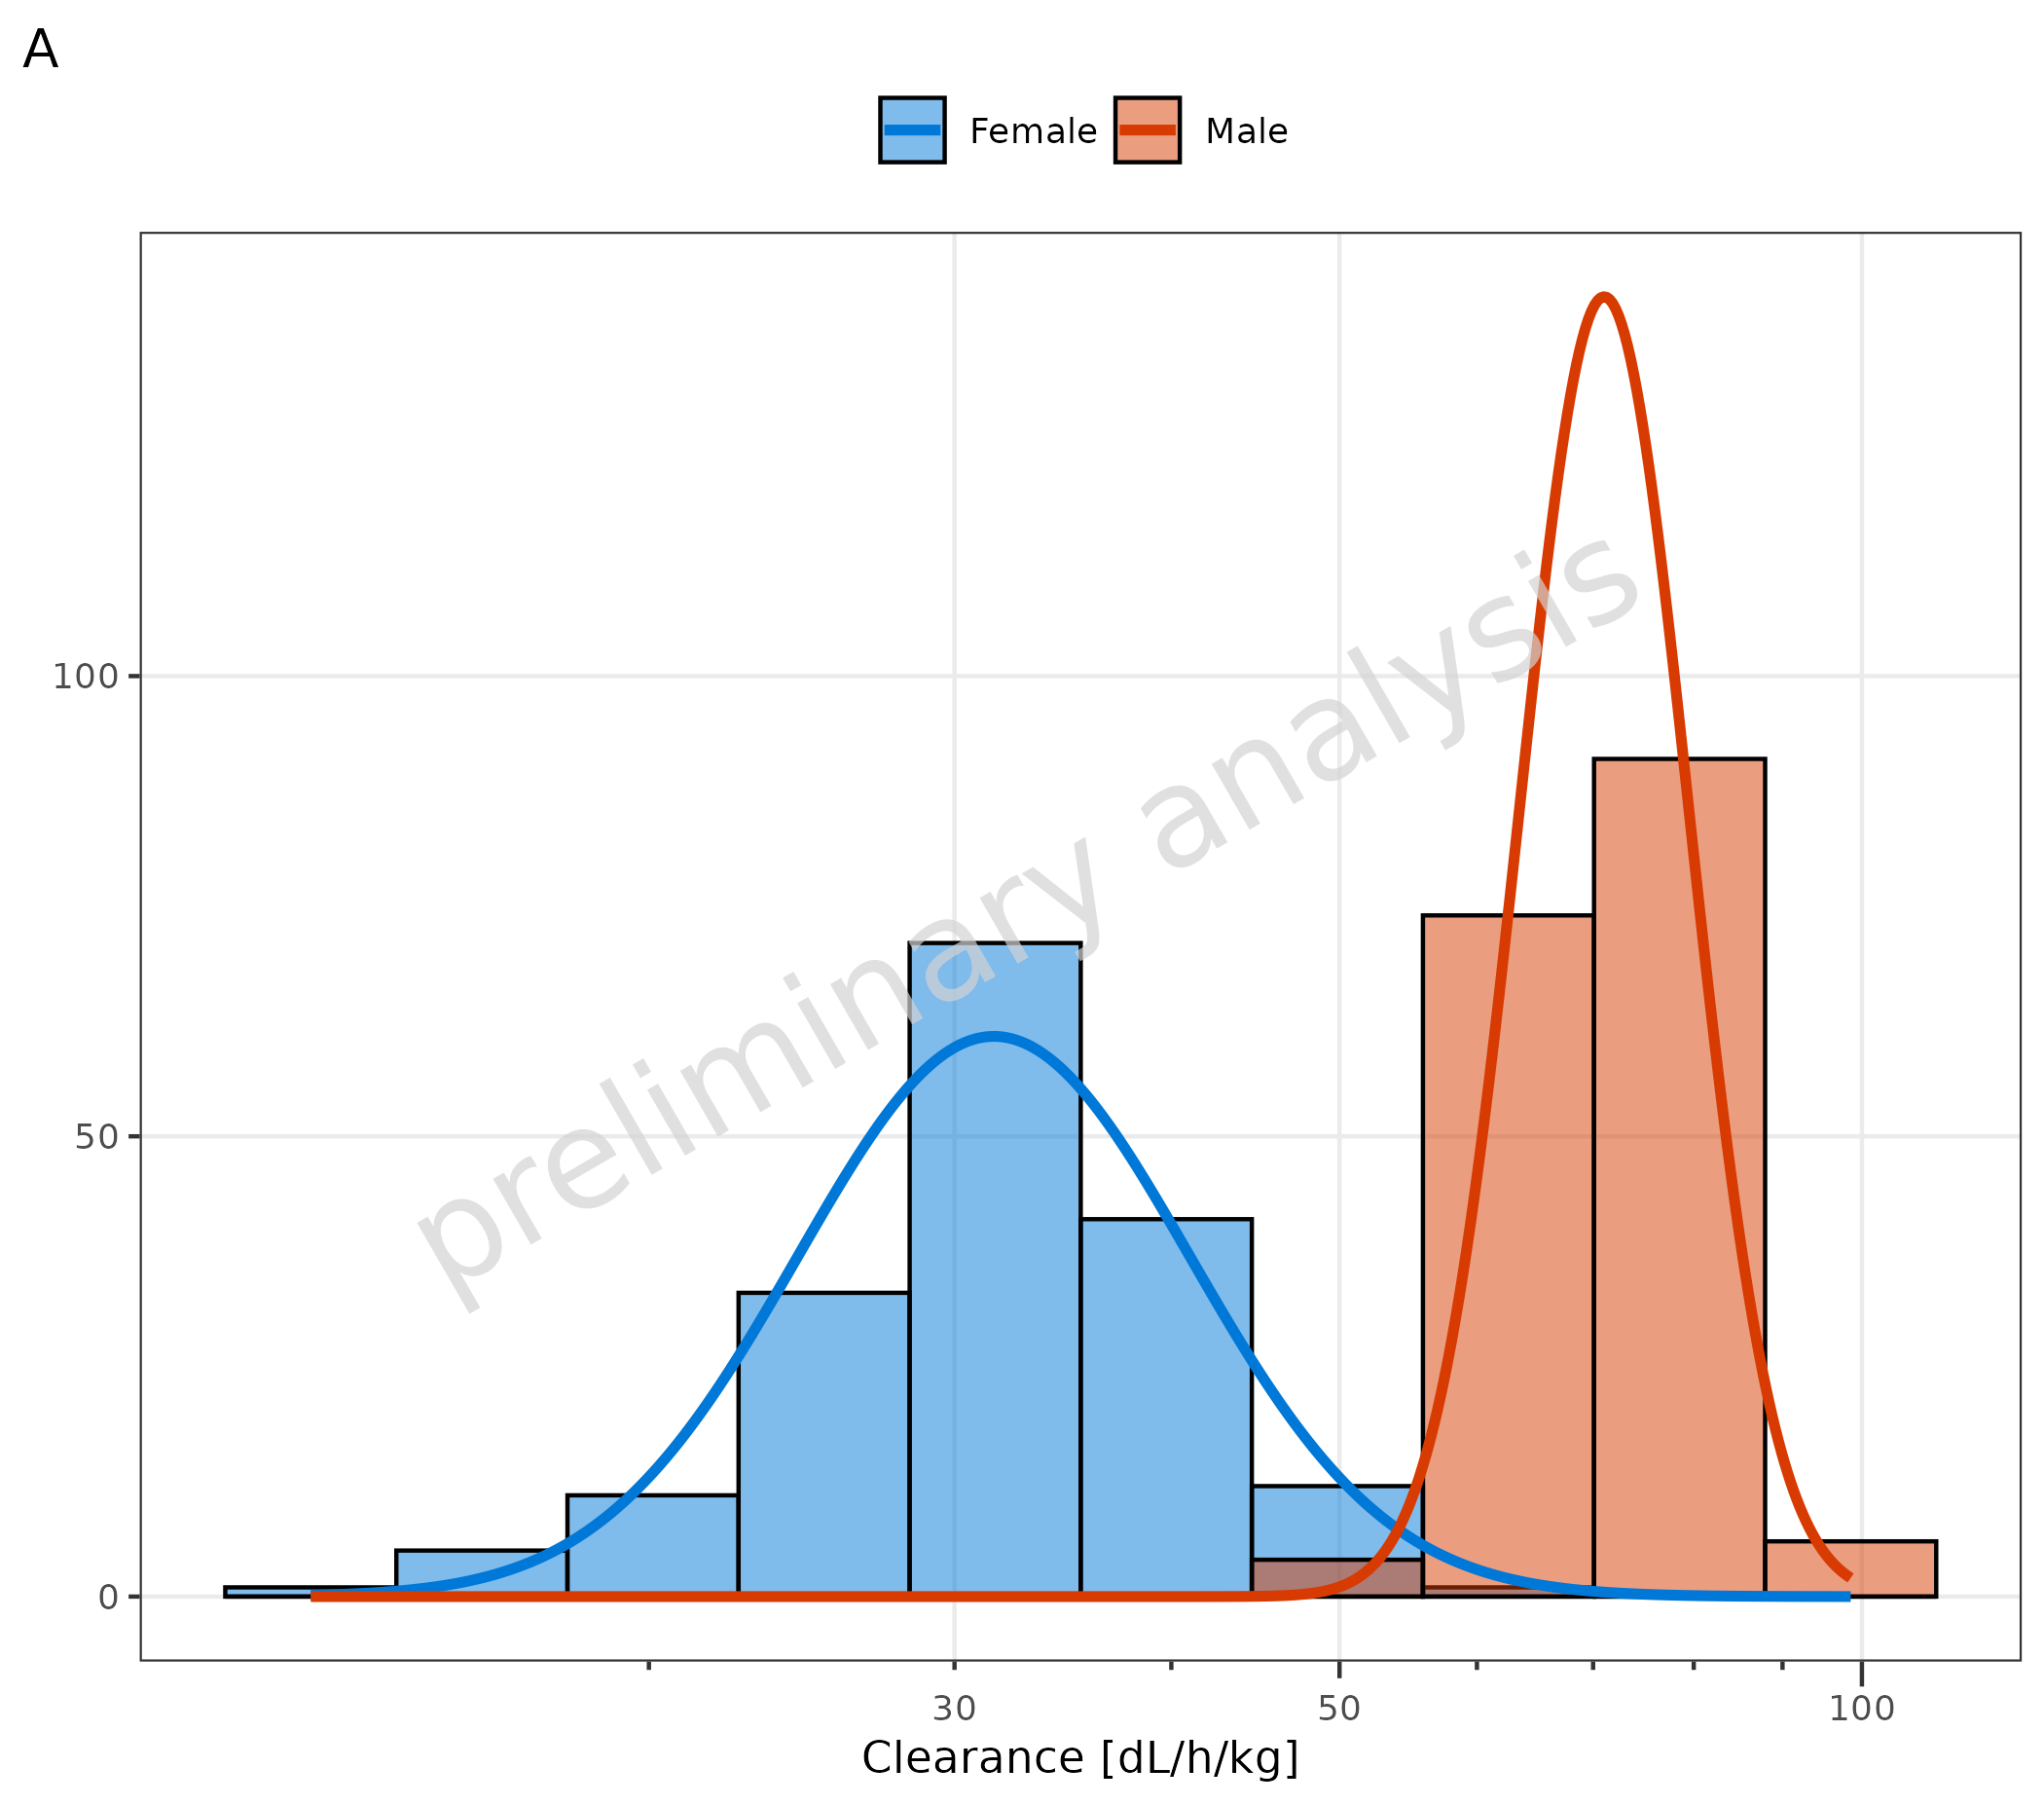 A
Female Male
100
50
0
preliminary analysis
30 50 100
Clearance [dL/h/kg]